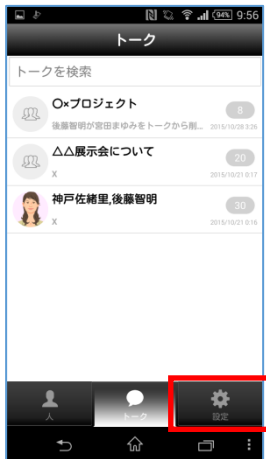 94% 9:56
トーク
トークを検索
○×プロジェクト
8
後藤智明が宮田まゆみをトークから削... 2015/10/28 3:26
△△展示会について
20
X 2015/10/21 0:17
神戸佐緒里,後藤智明
30
X 2015/10/21 0:16
人 トーク 設定